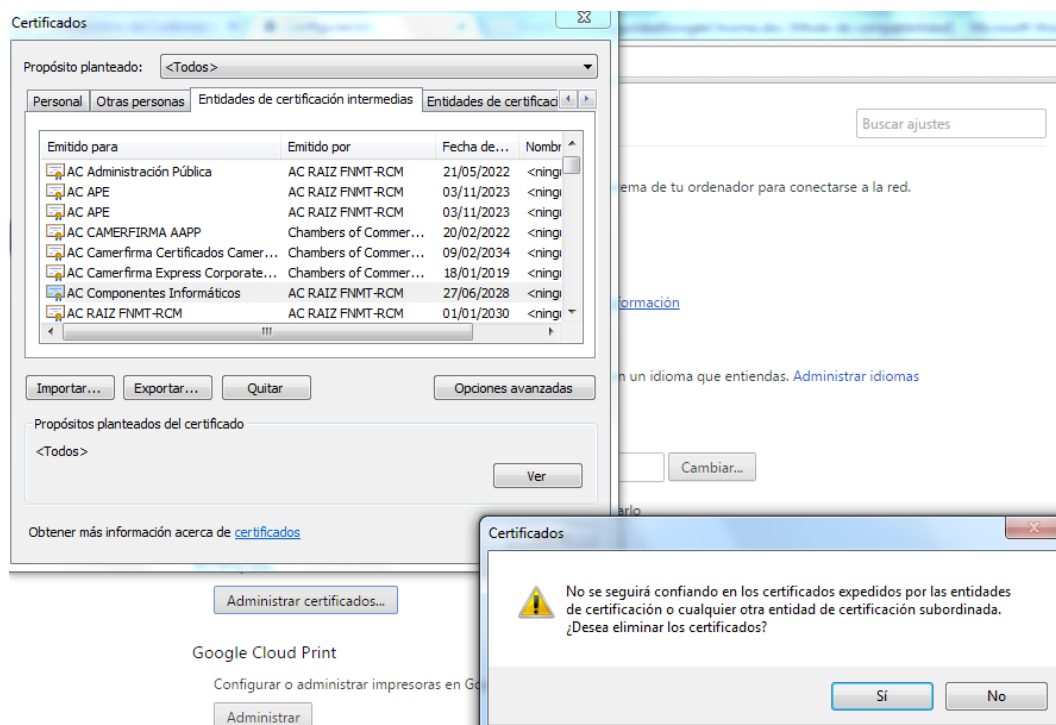 Certificados
Propósito planteado: <Todos>
Personal Otras personas Entidades de certificación intermedias Entidades de certificaci
Emitido para Emitido por Fecha de... Nombr
AC Administración Pública AC RAIZ FNMT-RCM 21/05/2022 <ningu
AC APE AC RAIZ FNMT-RCM 03/11/2023 <ningu
AC APE AC RAIZ FNMT-RCM 03/11/2023 <ningu
AC CAMERFIRMA AAPP Chambers of Commer... 20/02/2022 <ningu
AC Camerfirma Certificados Camer... Chambers of Commer... 09/02/2034 <ningu
AC Camerfirma Express Corporate... Chambers of Commer... 18/01/2019 <ningu
AC Componentes Informáticos AC RAIZ FNMT-RCM 27/06/2028 <ningu
AC RAIZ FNMT-RCM AC RAIZ FNMT-RCM 01/01/2030 <ningu
Importar... Exportar... Quitar Opciones avanzadas
Propósitos planteados del certificado
<Todos>
Ver
Obtener más información acerca de certificados
Buscar ajustes
tema de tu ordenador para conectarse a la red.
formación
n un idioma que entiendas. Administrar idiomas
Cambiar...
arlo
Administrar certificados...
Google Cloud Print
Configurar o administrar impresoras en Go
Administrar
Certificados
No se seguirá confiando en los certificados expedidos por las entidades
de certificación o cualquier otra entidad de certificación subordinada.
¿Desea eliminar los certificados?
Sí No